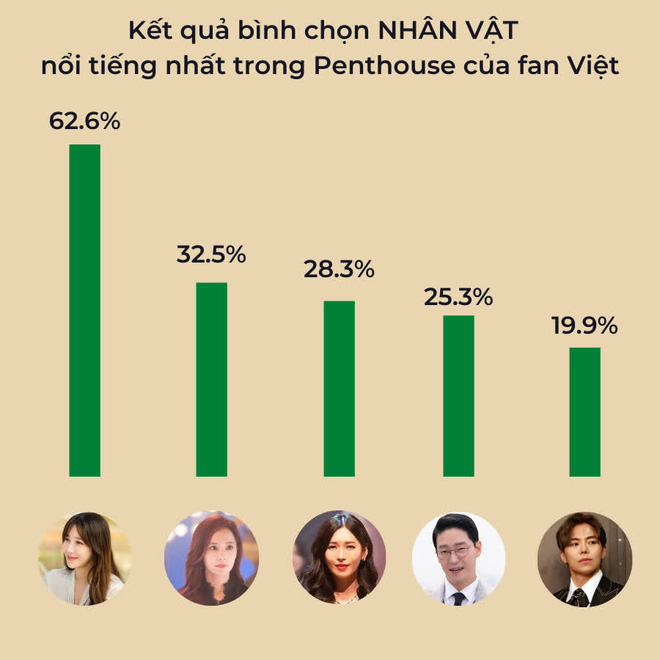 Kết quả bình chọn NHÂN VẬT
nổi tiếng nhất trong Penthouse của fan Việt
62.6%
32.5%
28.3%
25.3%
19.9%